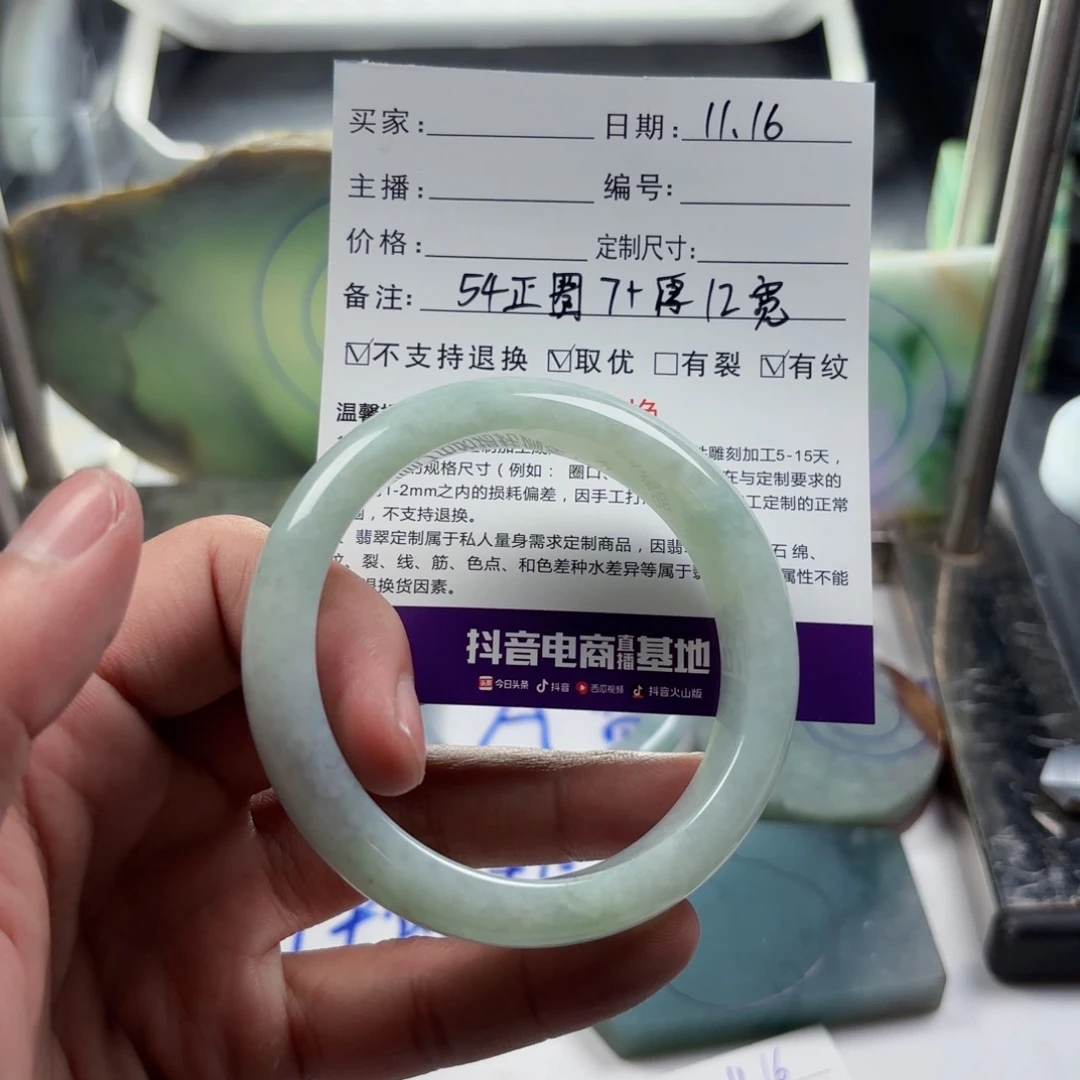 买家： 日期： 11.16
主播： 编号：
价格： 定制尺寸：
备注： 54正圈 7+厚 12宽
☑不支持退换 ☑取优 □有裂 ☑有纹
温馨
雕刻加工5-15天，
规格尺寸（例如： 圈口、 在与定制要求的
1-2mm之内的损耗偏差，因手工打 工定制的正常
，不支持退换。
翡翠定制属于私人量身需求定制商品，因翡 石绵、
、裂、线、筋、色点、和色差种水差异等属于 属性不能
退换货因素。
抖音电商直播基地
今日头条 抖音 西瓜视频 抖音火山版
11.16